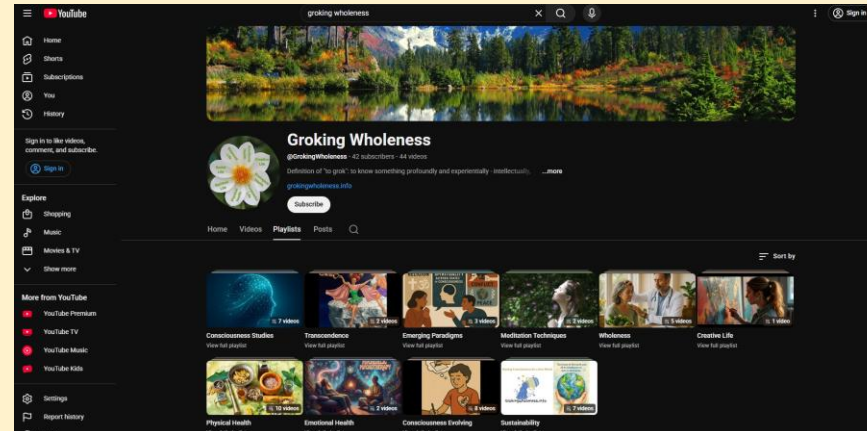 YouTube
groking wholeness
Sign in
Home
Shorts
Subscriptions
You
History
Sign in to like videos,
comment, and subscribe.
Sign in
Explore
Shopping
Music
Movies & TV
Show more
More from YouTube
YouTube Premium
YouTube TV
YouTube Music
YouTube Kids
Settings
Report history
Groking Wholeness
@GrokingWholeness · 42 subscribers · 44 videos
Definition of "to grok": to know something profoundly and experientially - intellectually, ...more
grokingwholeness.info
Subscribe
Home Videos Playlists Posts
Sort by
7 videos
2 videos
CONFLICT
PEACE
3 videos
2 videos
5 videos
1 video
Consciousness Studies
Transcendence
Emerging Paradigms
Meditation Techniques
Wholeness
Creative Life
View full playlist
View full playlist
View full playlist
View full playlist
View full playlist
View full playlist
10 videos
2 videos
8 videos
7 videos
Physical Health
Emotional Health
Consciousness Evolving
Sustainability